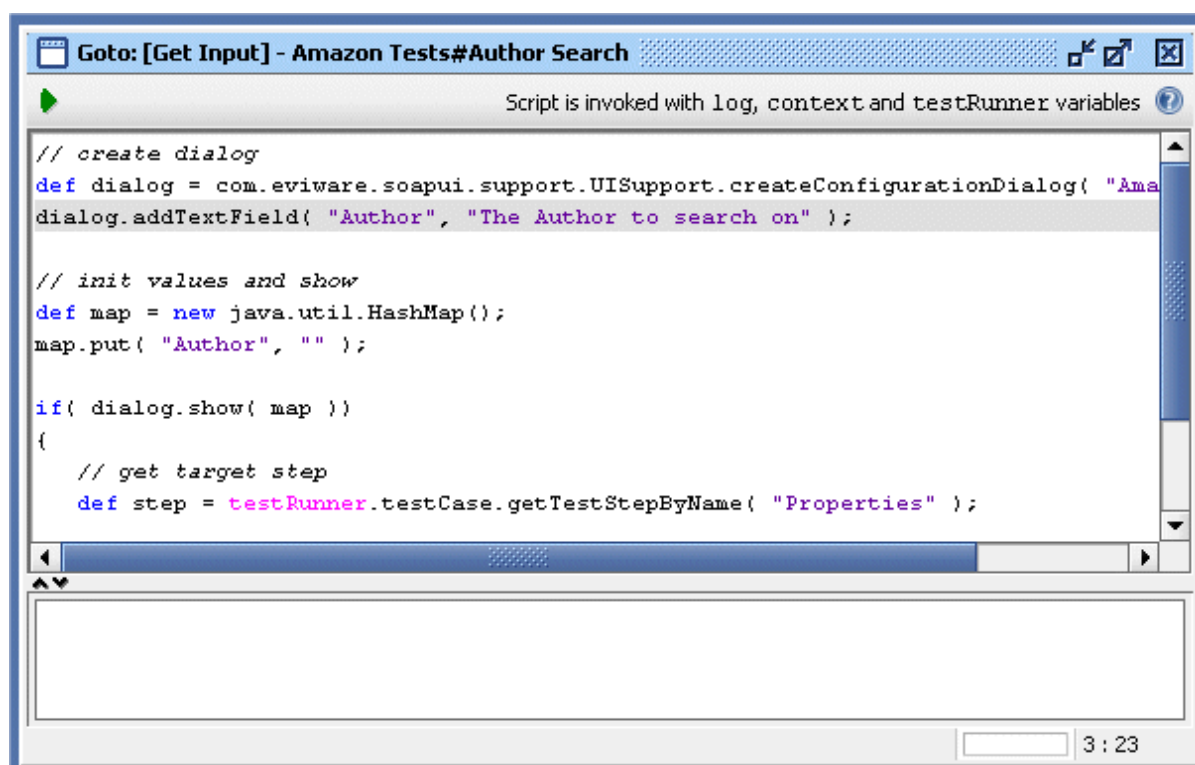 Goto: [Get Input] - Amazon Tests#Author Search
Script is invoked with log, context and testRunner variables
// create dialog
def dialog = com.eviware.soapui.support.UISupport.createConfigurationDialog( "Ama
dialog.addTextField( "Author", "The Author to search on" );
// init values and show
def map = new java.util.HashMap();
map.put( "Author", "" );
if( dialog.show( map ))
{
// get target step
def step = testRunner.testCase.getTestStepByName( "Properties" );
3 : 23